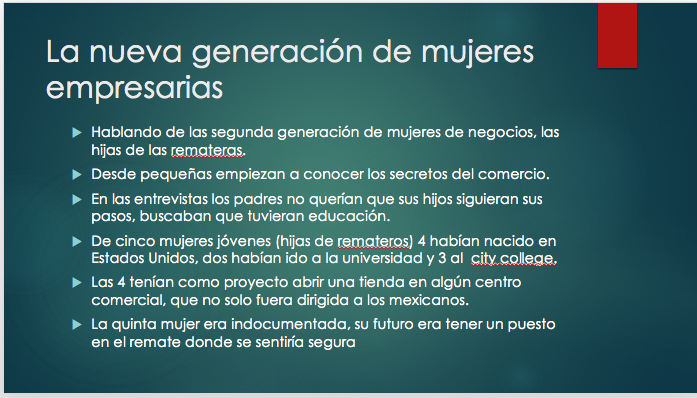 La nueva generación de mujeres
empresarias
Hablando de las segunda generación de mujeres de negocios, las
hijas de las remateras.
Desde pequeñas empiezan a conocer los secretos del comercio.
En las entrevistas los padres no querían que sus hijos siguieran sus
pasos, buscaban que tuvieran educación.
De cinco mujeres jóvenes (hijas de remateros) 4 habían nacido en
Estados Unidos, dos habían ido a la universidad y 3 al city college.
Las 4 tenían como proyecto abrir una tienda en algún centro
comercial, que no solo fuera dirigida a los mexicanos.
La quinta mujer era indocumentada, su futuro era tener un puesto
en el remate donde se sentiría segura